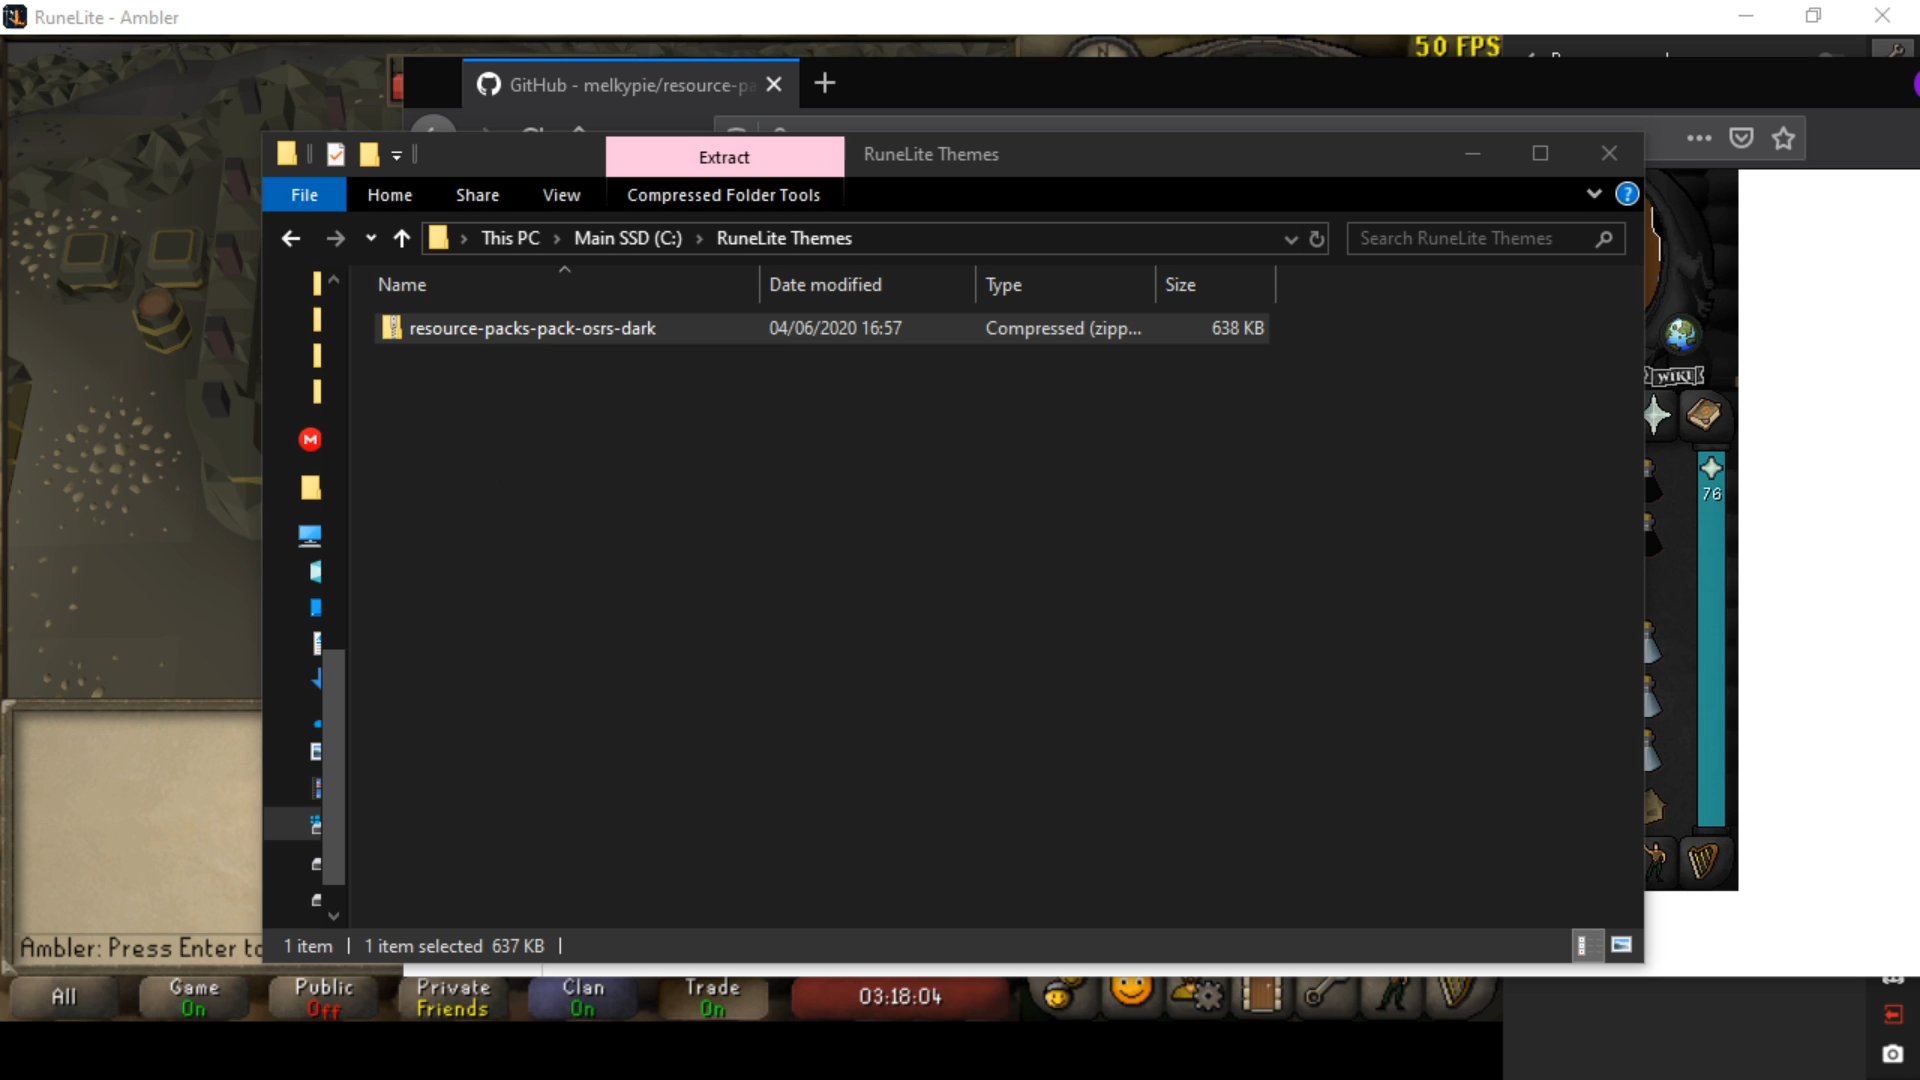 RuneLite - Ambler
50 FPS
GitHub - melkypie/resource-pa
Extract
RuneLite Themes
File
Home
Share
View
Compressed Folder Tools
This PC > Main SSD (C:) > RuneLite Themes
Search RuneLite Themes
Name
Date modified
Type
Size
resource-packs-pack-osrs-dark
04/06/2020 16:57
Compressed (zipp...
638 KB
WIKI
76
1 item
1 item selected 637 KB
Ambler: Press Enter to
All
Game
On
Public
Off
Private
Friends
Clan
On
Trade
On
03:18:04